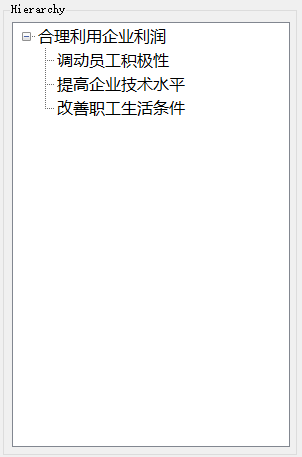 Hierarchy
合理利用企业利润
调动员工积极性
提高企业技术水平
改善职工生活条件